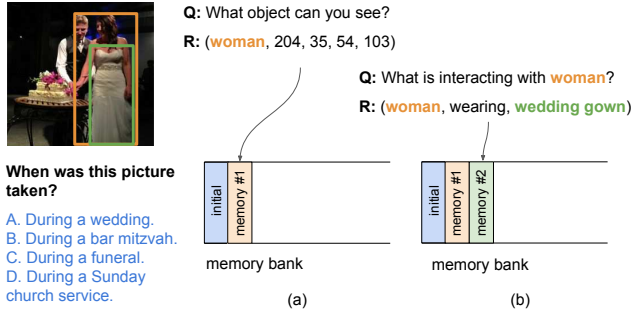 Q: What object can you see?
R: (woman, 204, 35, 54, 103)
Q: What is interacting with woman?
R: (woman, wearing, wedding gown)
When was this picture
taken?
A. During a wedding.
B. During a bar mitzvah.
C. During a funeral.
D. During a Sunday
church service.
initial
memory #1
memory bank
(a)
initial
memory #1
memory #2
memory bank
(b)